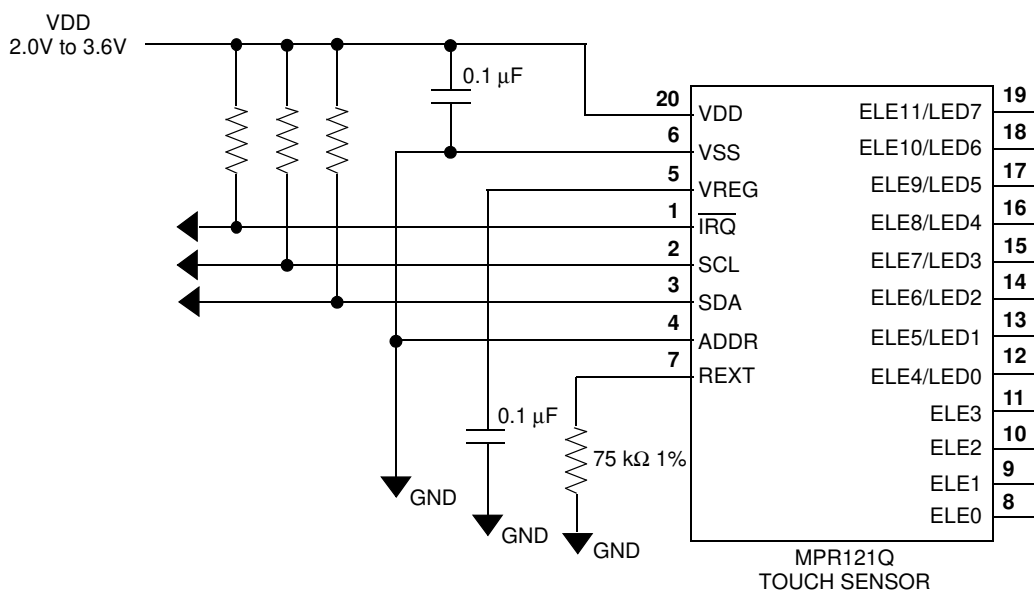 VDD
2.0V to 3.6V
0.1 μF
20
VDD
6
VSS
5
VREG
1
IRQ
2
SCL
3
SDA
4
ADDR
7
REXT
0.1 μF
75 kΩ 1%
GND
GND
GND
ELE11/LED7
19
ELE10/LED6
18
ELE9/LED5
17
ELE8/LED4
16
ELE7/LED3
15
ELE6/LED2
14
ELE5/LED1
13
ELE4/LED0
12
ELE3
11
ELE2
10
ELE1
9
ELE0
8
MPR121Q
TOUCH SENSOR